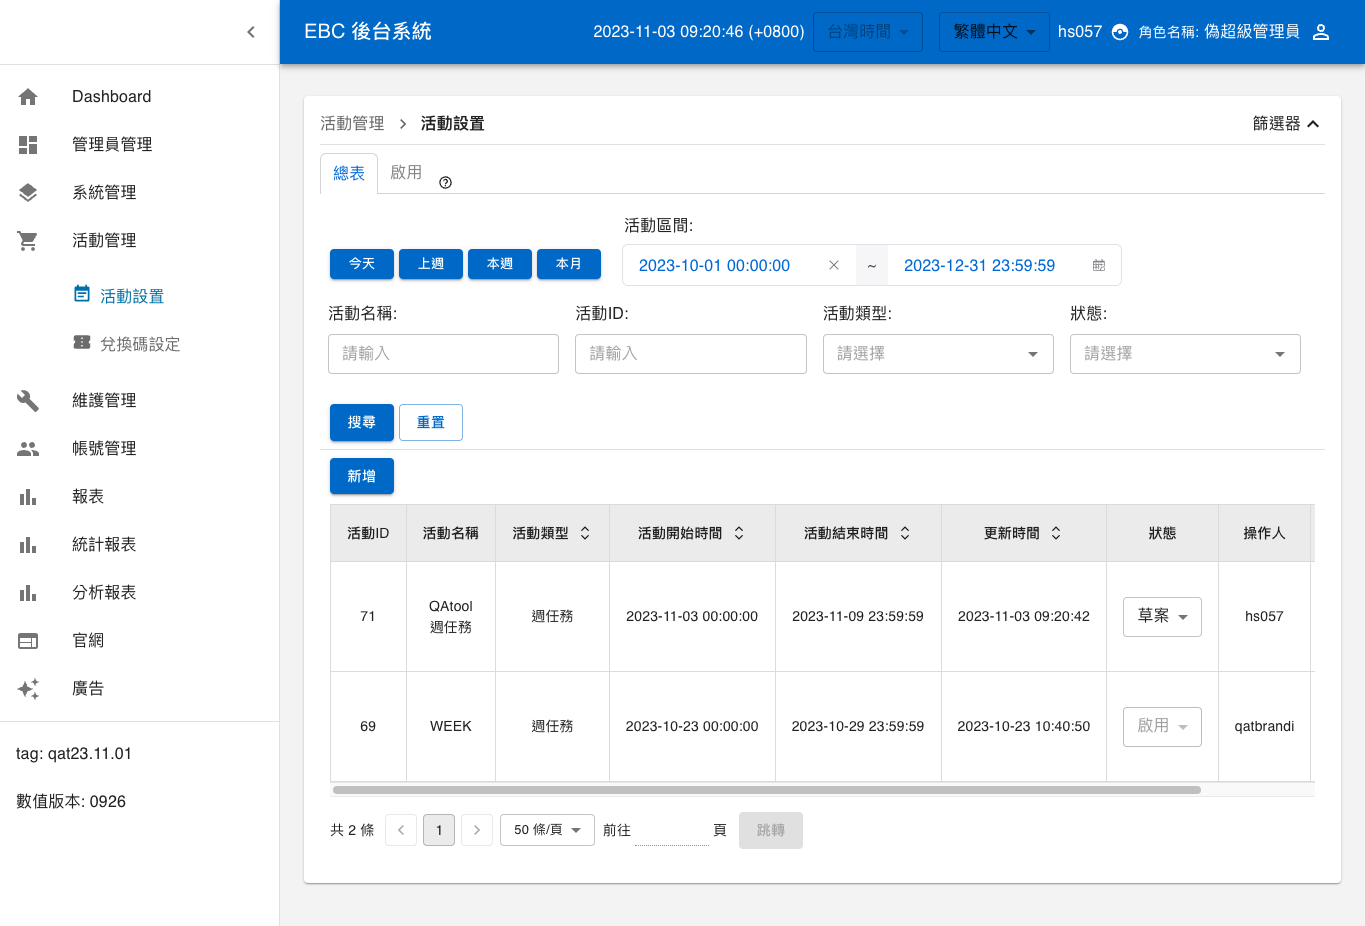 EBC 後台系統
2023-11-03 09:20:46 (+0800)
台灣時間
繁體中文
hs057
角色名稱: 偽超級管理員
Dashboard
管理員管理
系統管理
活動管理
活動設置
兌換碼設定
維護管理
帳號管理
報表
統計報表
分析報表
官網
廣告
tag: qat23.11.01
數值版本: 0926
活動管理 > 活動設置
篩選器
總表
啟用
活動區間:
今天
上週
本週
本月
2023-10-01 00:00:00 ~ 2023-12-31 23:59:59
活動名稱:
活動ID:
活動類型:
狀態:
請輸入
請輸入
請選擇
請選擇
搜尋
重置
新增
活動ID 活動名稱 活動類型 活動開始時間 活動結束時間 更新時間 狀態 操作人
71 QAtool 週任務 週任務 2023-11-03 00:00:00 2023-11-09 23:59:59 2023-11-03 09:20:42 草案 hs057
69 WEEK 週任務 2023-10-23 00:00:00 2023-10-29 23:59:59 2023-10-23 10:40:50 啟用 qatbrandi
共 2 條 1 50 條/頁 前往 頁 跳轉